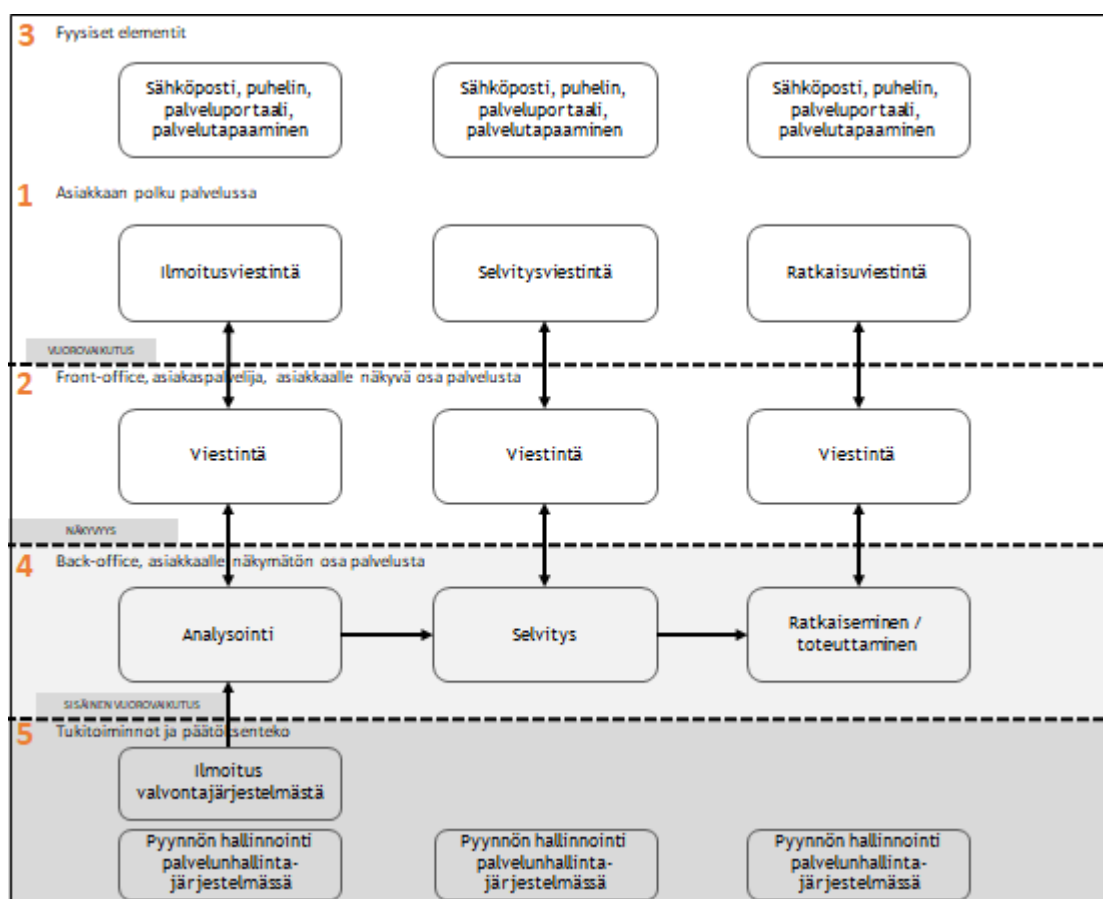 3 Fyysiset elementit
Sähköposti, puhelin, Sähköposti, puhelin, Sähköposti, puhelin,
palveluportaali, palveluportaali, palveluportaali,
palvelutapaaminen palvelutapaaminen palvelutapaaminen
1 Asiakkaan polku palvelussa
Ilmoitusviestintä Selvitysviestintä Ratkaisuviestintä
VUOROVAIKUTUS
2 Front-office, asiakaspalvelija, asiakkaalle näkyvä osa palvelusta
Viestintä Viestintä Viestintä
NÄKYVYYS
4 Back-office, asiakkaalle näkymätön osa palvelusta
Analysointi Selvitys Ratkaiseminen /
toteuttaminen
SISÄINEN VUOROVAIKUTUS
5 Tukitoiminnot ja päätöksenteko
Ilmoitus
valvontajärjestelmästä
Pyynnön hallinnointi Pyynnön hallinnointi Pyynnön hallinnointi
palvelunhallinta- palvelunhallinta- palvelunhallinta-
järjestelmässä järjestelmässä järjestelmässä